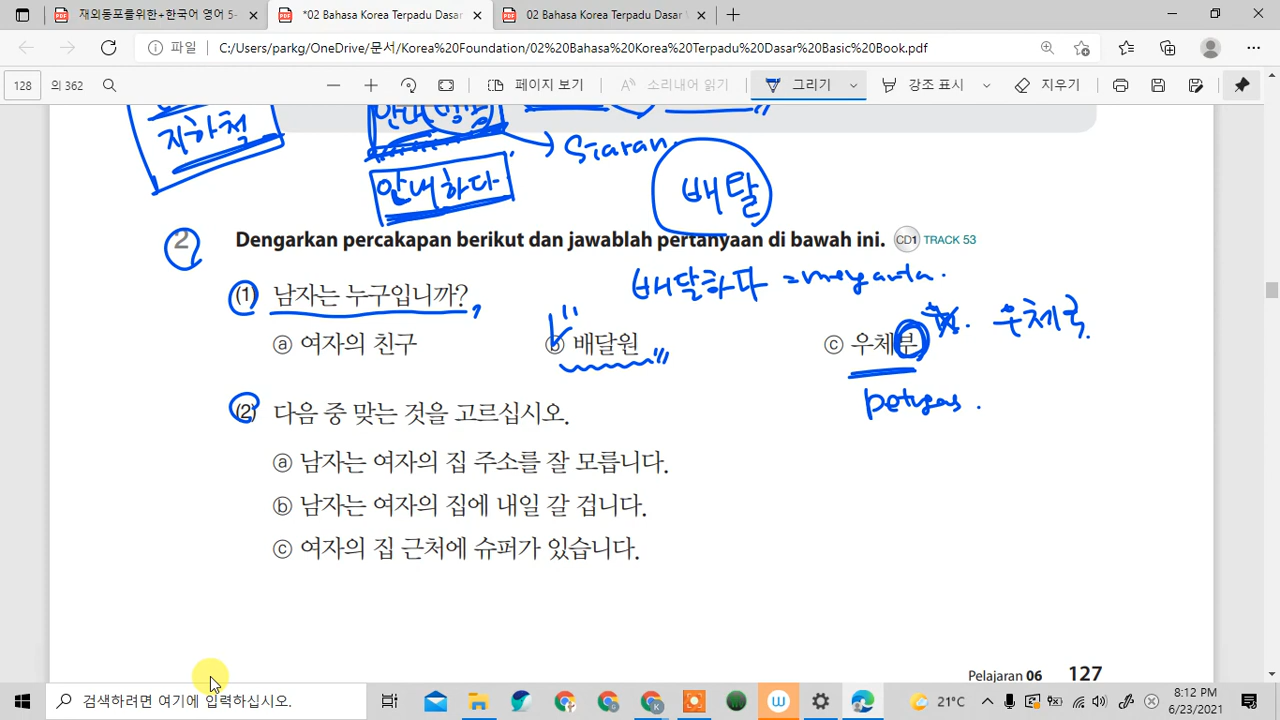 재외동포를위한+한국어 영어 5-
*02 Bahasa Korea Terpadu Dasar
02 Bahasa Korea Terpadu Dasar
파일 C:/Users/parkg/OneDrive/문서/Korea%20Foundation/02%20Bahasa%20Korea%20Terpadu%20Dasar%20Basic%20Book.pdf
128 의 362 페이지 보기 소리내어 읽기 그리기 강조 표시 지우기
지하철
안내방송
Siaran
안내하다
배달
2 Dengarkan percakapan berikut dan jawablah pertanyaan di bawah ini. CD1 TRACK 53
배달하다 =
(1) 남자는 누구입니까?
우체국
ⓐ 여자의 친구 ⓑ 배달원 ⓒ 우체부
petugas.
(2) 다음 중 맞는 것을 고르십시오.
ⓐ 남자는 여자의 집 주소를 잘 모릅니다.
ⓑ 남자는 여자의 집에 내일 갈 겁니다.
ⓒ 여자의 집 근처에 슈퍼가 있습니다.
Pelajaran 06 127
검색하려면 여기에 입력하십시오.
21°C
8:12 PM
6/23/2021